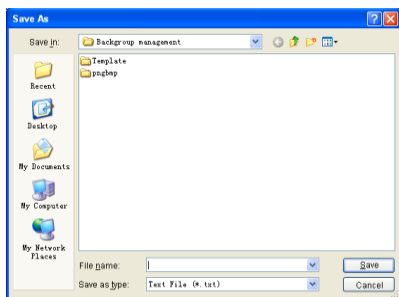 Save As
Save in:
Backgroup management
Template
pngbmp
Recent
Desktop
My Documents
My Computer
My Network
Places
File name:
Save
Save as type:
Text File (*.txt)
Cancel